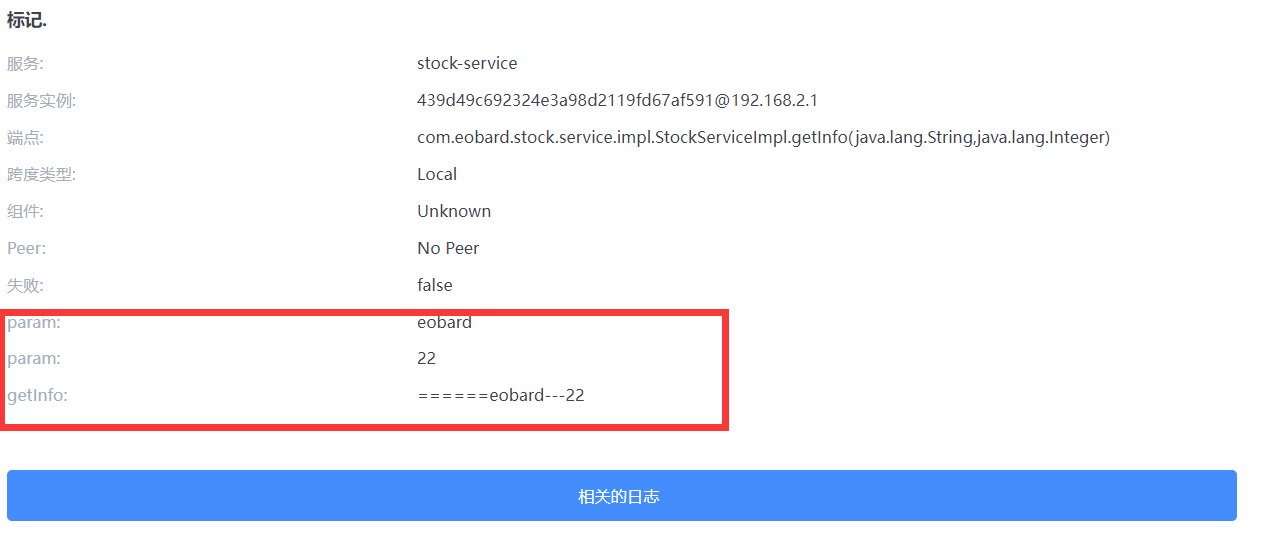 标记.
服务: stock-service
服务实例: 439d49c692324e3a98d2119fd67af591@192.168.2.1
端点: com.eobard.stock.service.impl.StockServiceImpl.getInfo(java.lang.String,java.lang.Integer)
跨度类型: Local
组件: Unknown
Peer: No Peer
失败: false
param: eobard
param: 22
getInfo: ======eobard---22
相关的日志